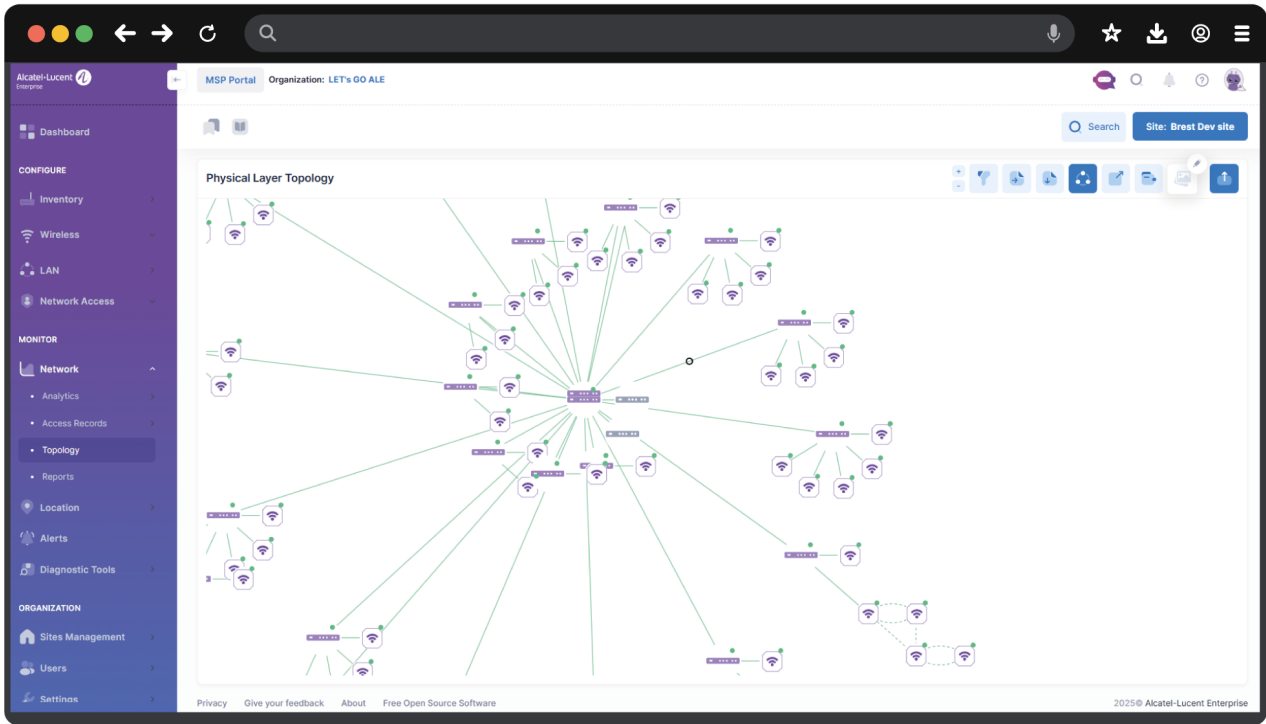 Alcatel·Lucent
Enterprise
MSP Portal
Organization: LET's GO ALE
Dashboard
CONFIGURE
Inventory
Wireless
LAN
Network Access
MONITOR
Network
Analytics
Access Records
Topology
Reports
Location
Alerts
Diagnostic Tools
ORGANIZATION
Sites Management
Users
Settings
Search
Site: Brest Dev site
Physical Layer Topology
+
-
Privacy Give your feedback About Free Open Source Software
2025© Alcatel-Lucent Enterprise